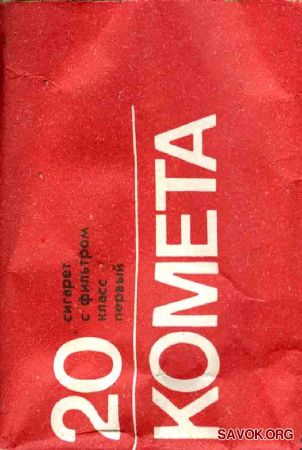 20
сигарет
с фильтром
класс
первый
КОМЕТА
SAVOK.ORG